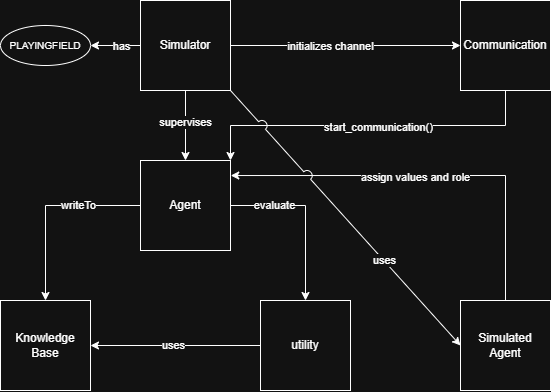 PLAYINGFIELD
has
Simulator
initializes channel
Communication
supervises
start_communication()
Agent
assign values and role
writeTo
evaluate
uses
Knowledge
Base
uses
utility
Simulated
Agent